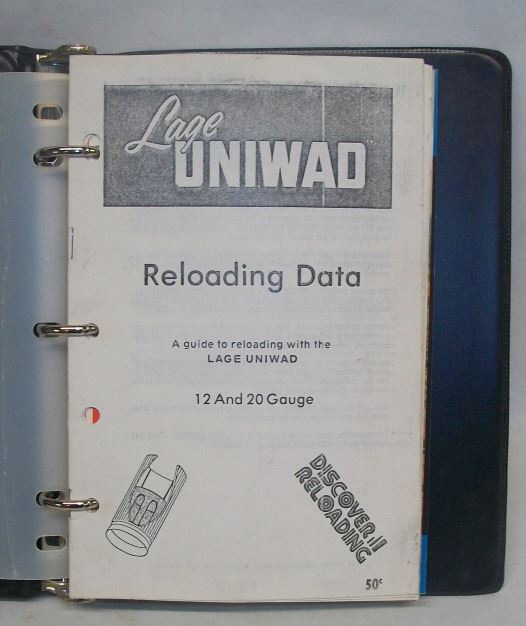 Lage
UNIWAD
Reloading Data
A guide to reloading with the
LAGE UNIWAD
12 And 20 Gauge
DISCOVER!!!
RELOADING
50¢